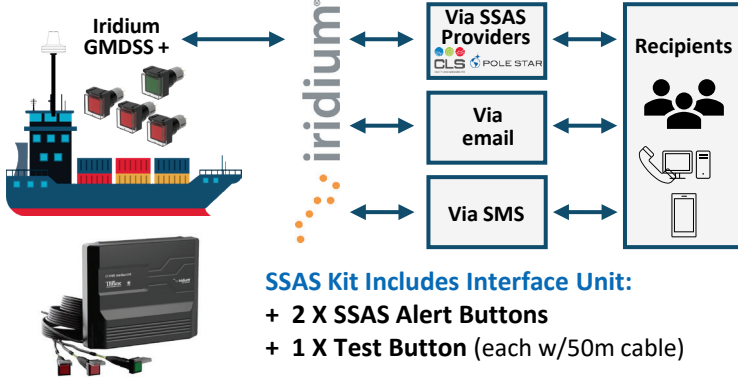 Iridium
GMDSS +
iridium®
Via SSAS
Providers
CLS POLE STAR
Via
email
Via SMS
Recipients
SSAS Kit Includes Interface Unit:
+ 2 X SSAS Alert Buttons
+ 1 X Test Button (each w/50m cable)